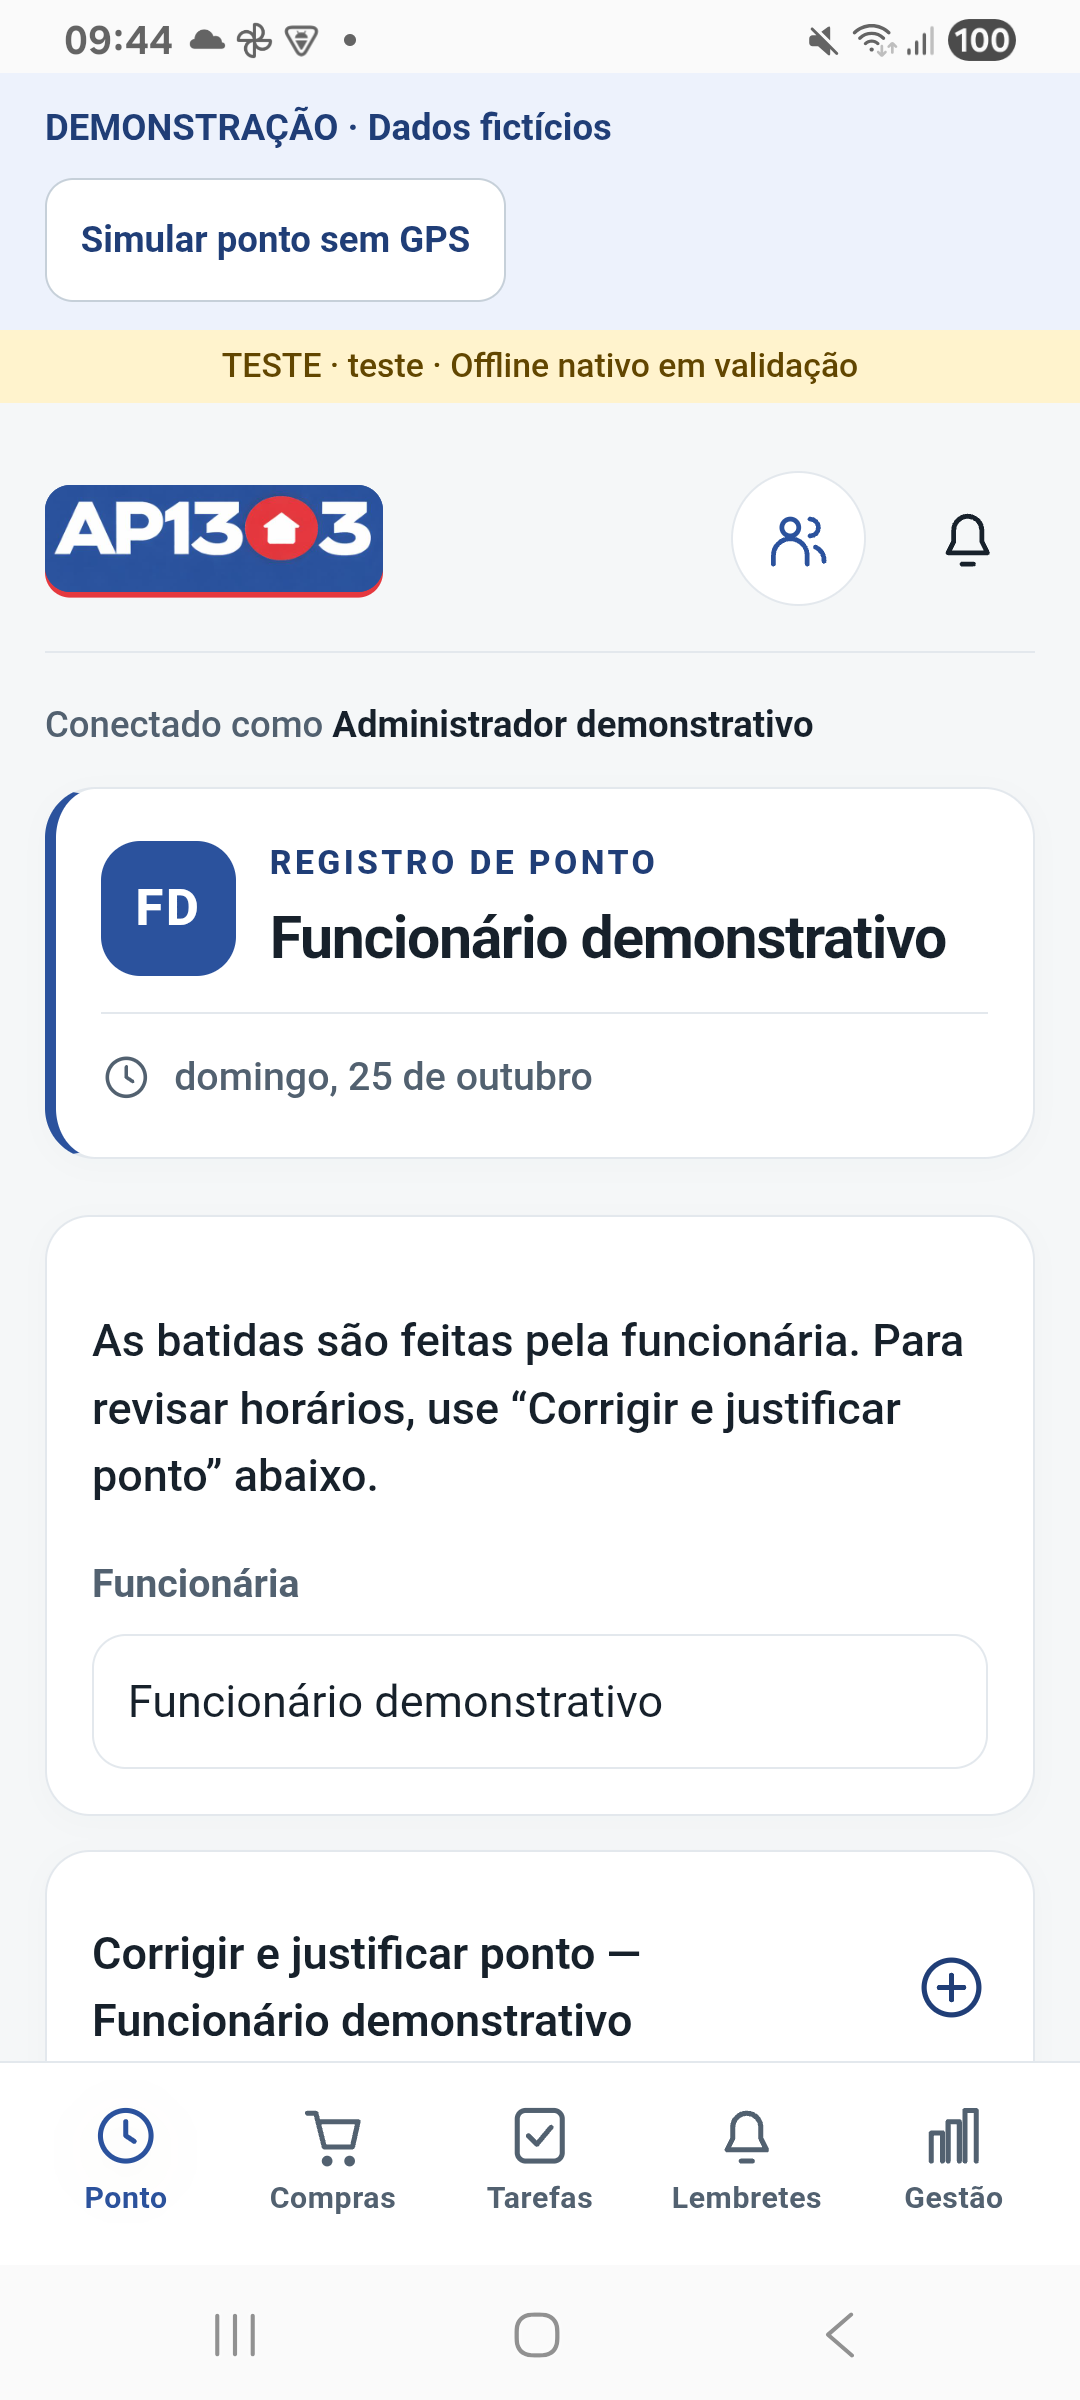 09:44
100
DEMONSTRAÇÃO · Dados fictícios
Simular ponto sem GPS
TESTE · teste · Offline nativo em validação
AP1303
Conectado como Administrador demonstrativo
FD
REGISTRO DE PONTO
Funcionário demonstrativo
domingo, 25 de outubro
As batidas são feitas pela funcionária. Para
revisar horários, use “Corrigir e justificar
ponto” abaixo.
Funcionária
Funcionário demonstrativo
Corrigir e justificar ponto —
Funcionário demonstrativo
Ponto
Compras
Tarefas
Lembretes
Gestão